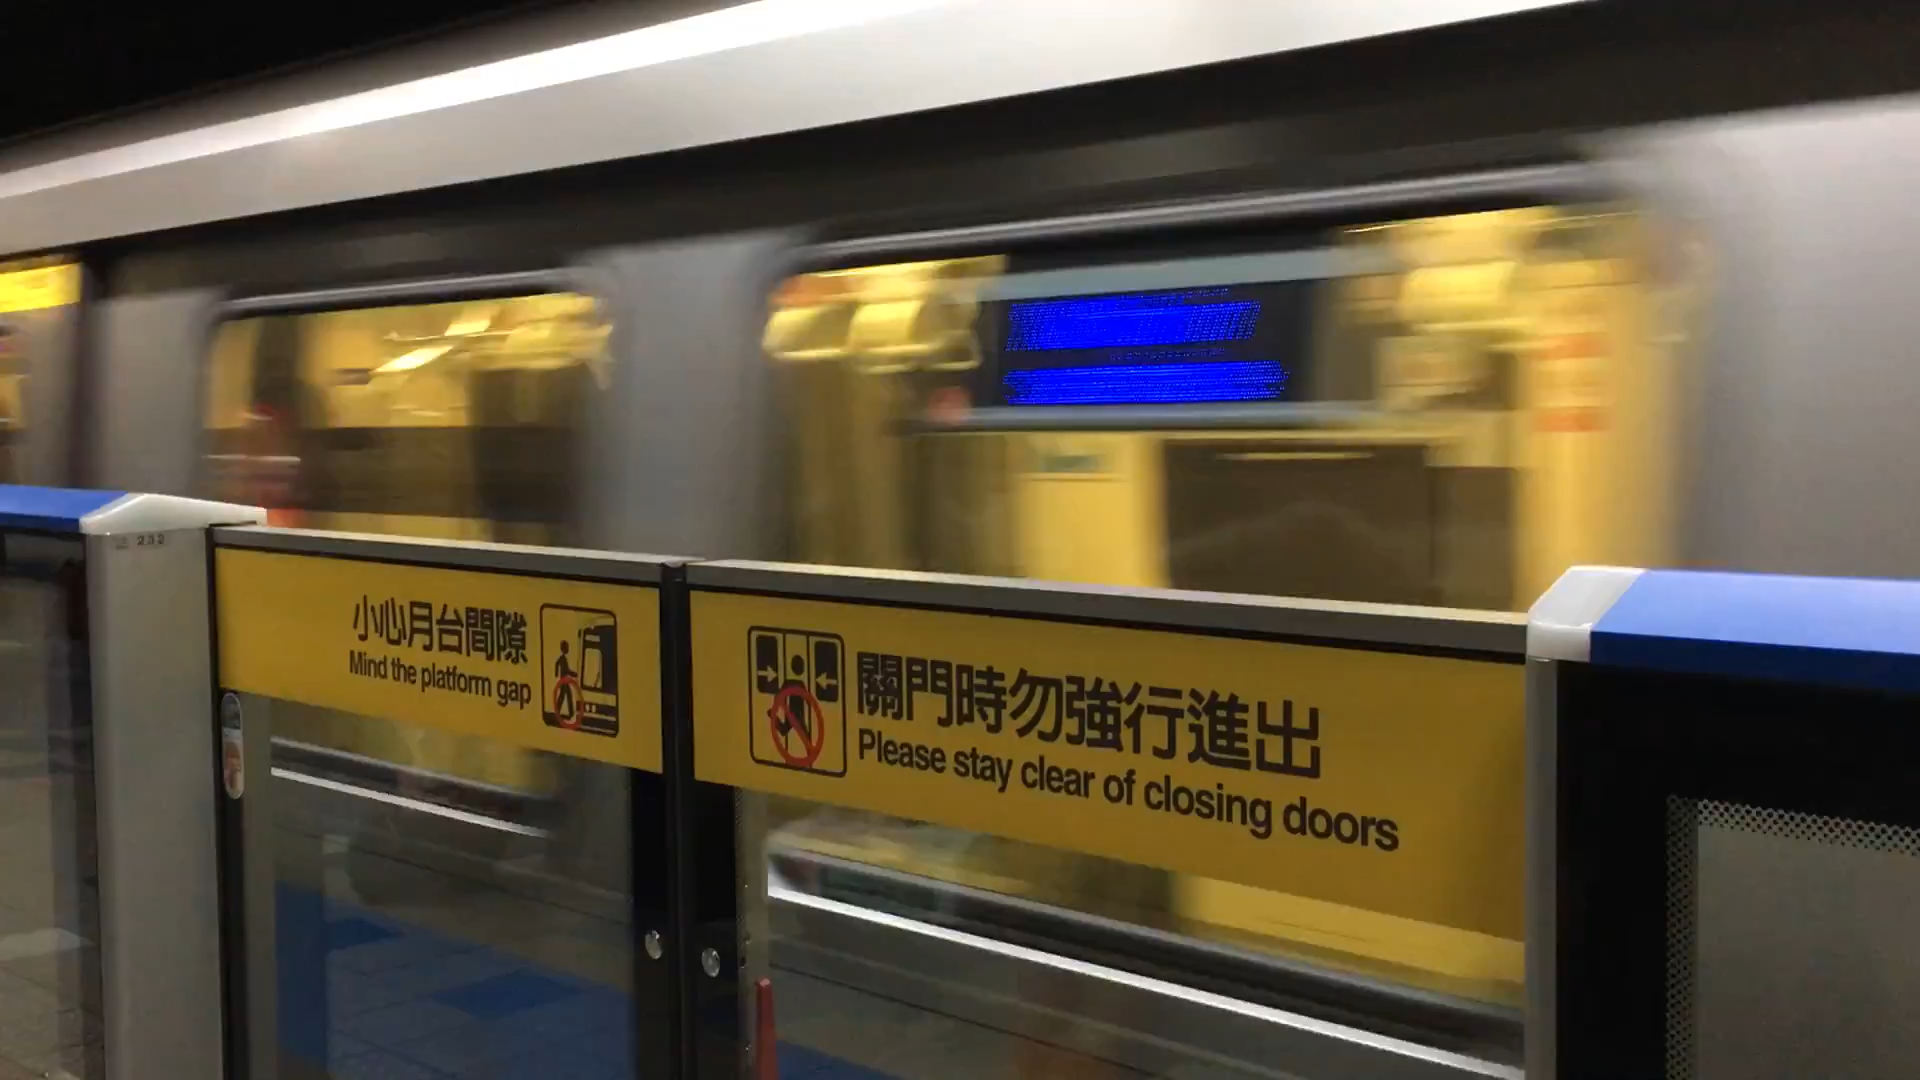 232
小心月台間隙
Mind the platform gap
關門時勿強行進出
Please stay clear of closing doors